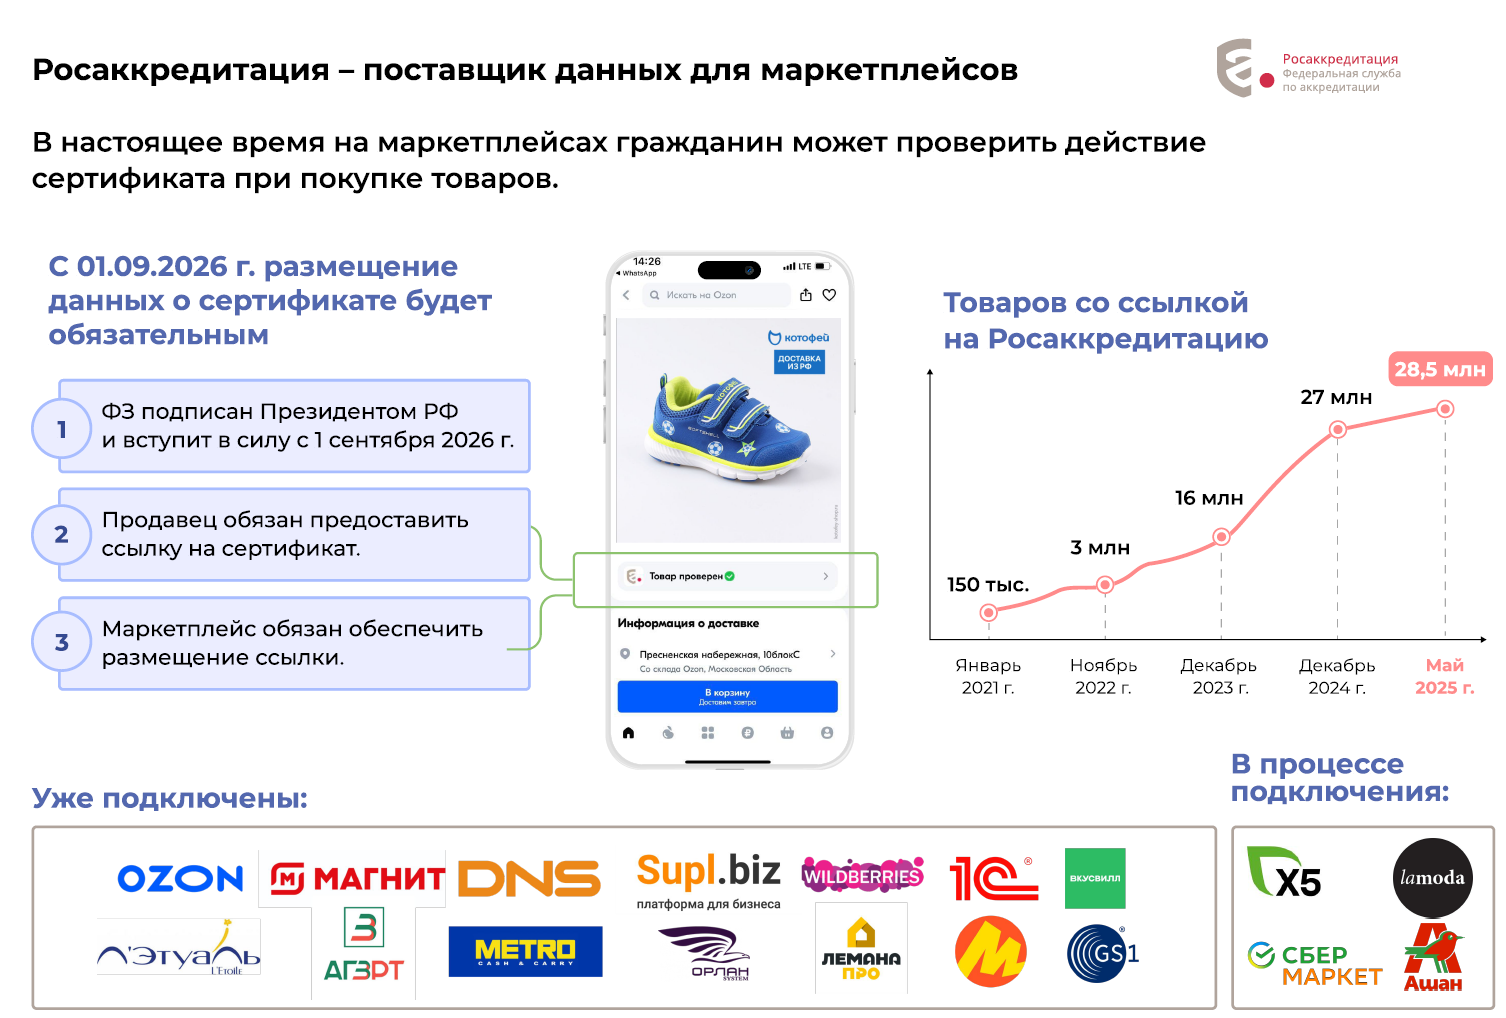 Росаккредитация – поставщик данных для маркетплейсов
Росаккредитация
Федеральная служба
по аккредитации
В настоящее время на маркетплейсах гражданин может проверить действие
сертификата при покупке товаров.
С 01.09.2026 г. размещение
данных о сертификате будет
обязательным
1
ФЗ подписан Президентом РФ
и вступит в силу с 1 сентября 2026 г.
2
Продавец обязан предоставить
ссылку на сертификат.
3
Маркетплейс обязан обеспечить
размещение ссылки.
14:26
LTE
WhatsApp
Искать на Ozon
котофей
ДОСТАВКА
ИЗ РФ
КОТОФЕЙ
SOFTSHELL
Товар проверен
Информация о доставке
Пресненская набережная, 10блокС
Со склада Ozon, Московская Область
В корзину
Доставим завтра
Товаров со ссылкой
на Росаккредитацию
28,5 млн
27 млн
16 млн
3 млн
150 тыс.
Январь
2021 г.
Ноябрь
2022 г.
Декабрь
2023 г.
Декабрь
2024 г.
Май
2025 г.
Уже подключены:
OZON
М МАГНИТ
DNS
Supl.biz
платформа для бизнеса
WILDBERRIES
1С®
ВКУСВИЛЛ
Л'Этуаль
L'Etoile
АГЗРТ
METRO
CASH & CARRY
ОРЛАН
SYSTEM
ЛЕМАНА
ПРО
М
GS1®
В процессе
подключения:
X5
lamoda
СБЕР
МАРКЕТ
Ашан